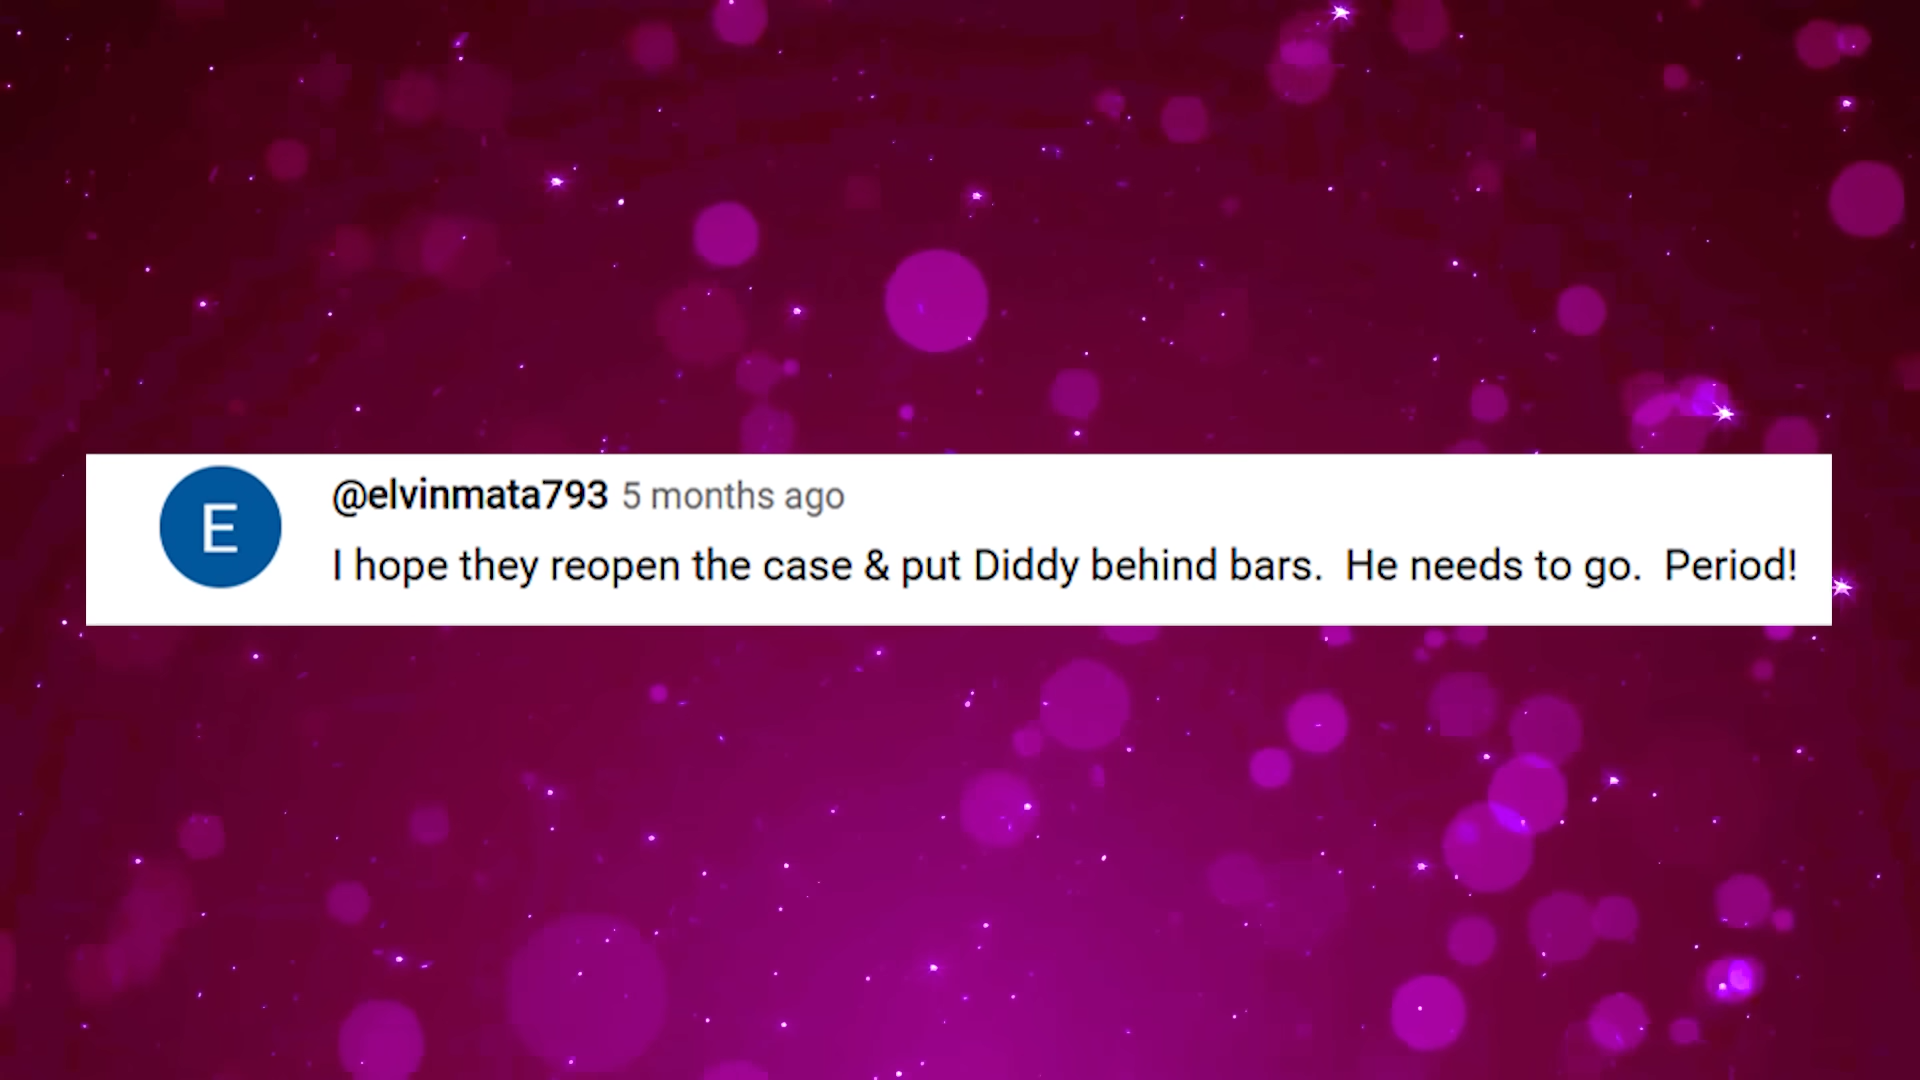 E
@elvinmata793 5 months ago
I hope they reopen the case & put Diddy behind bars.  He needs to go.  Period!